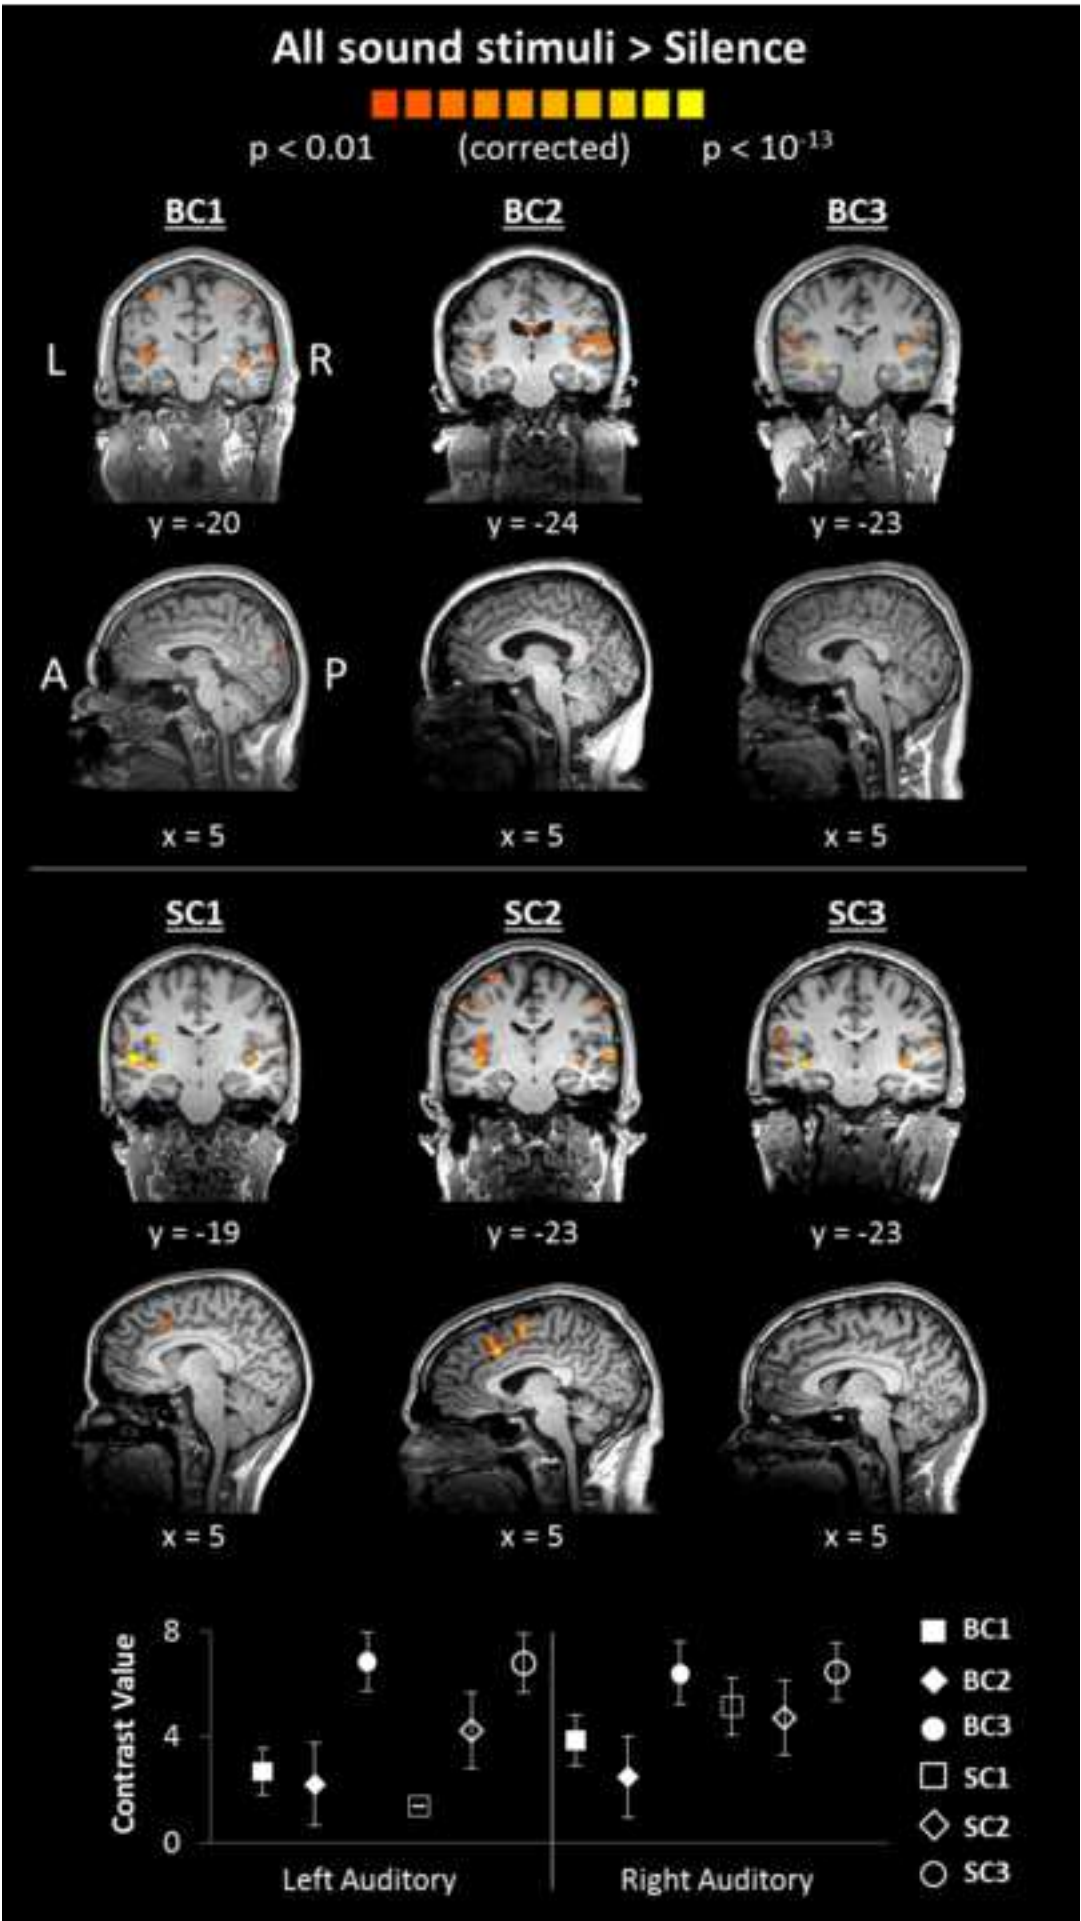 All sound stimuli > Silence
p < 0.01 (corrected) p < 10⁻¹³
BC1 BC2 BC3
L R
y = -20 y = -24 y = -23
A P
x = 5 x = 5 x = 5
SC1 SC2 SC3
y = -19 y = -23 y = -23
x = 5 x = 5 x = 5
Contrast Value
8
4
0
Left Auditory Right Auditory
BC1
BC2
BC3
SC1
SC2
SC3